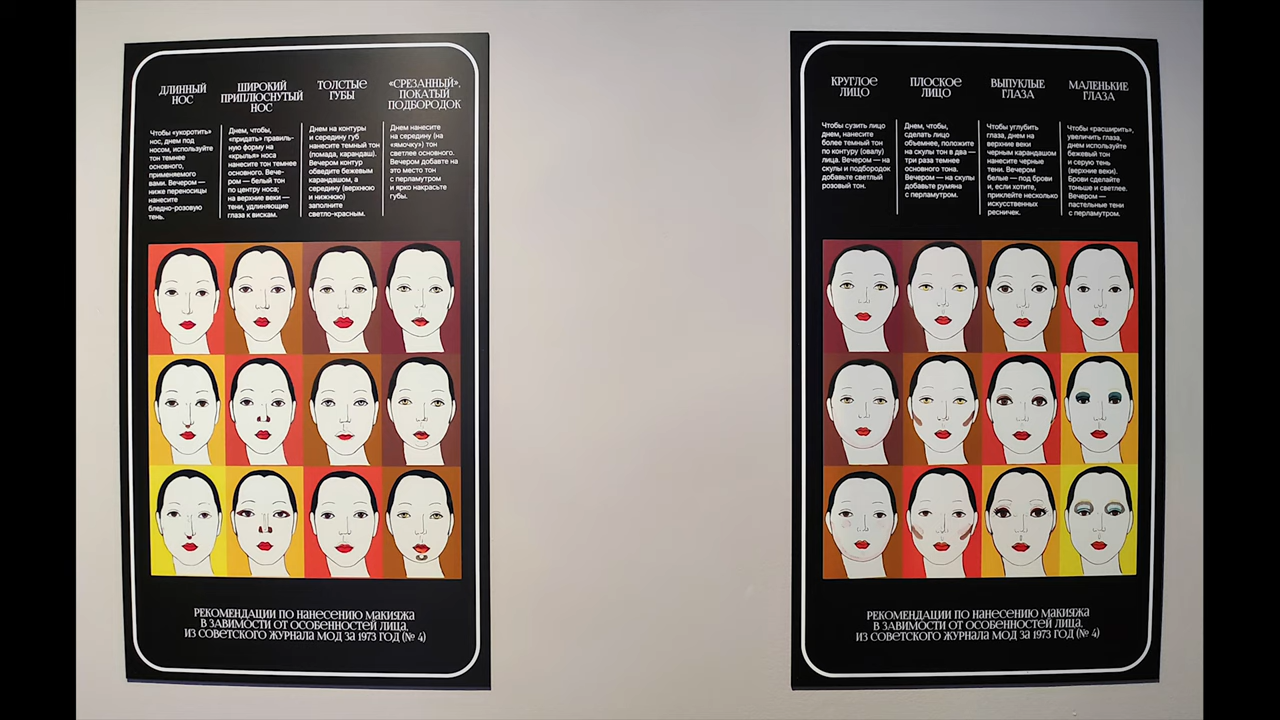 ДЛИННЫЙ
НОС
Чтобы «укоротить»
нос, днем под
носом, используйте
тон темнее
основного,
применяемого
вами. Вечером —
ниже переносицы
нанесите
бледно-розовую
тень.
ШИРОКИЙ
ПРИПЛЮСНУТЫЙ
НОС
Днем, чтобы,
«придать» правиль-
ную форму на
«крылья» носа
нанесите тон темнее
основного. Вече-
ром — белый тон
по центру носа;
на верхние веки —
тени, удлиняющие
глаза к вискам.
ТОЛСТЫЕ
ГУБЫ
Днем на контуры
и середину губ
нанесите темный тон
(помада, карандаш).
Вечером контур
обведите бежевым
карандашом, а
середину (верхнюю
и нижнюю)
заполните
светло-красным.
«СРЕЗАННЫЙ»,
ПОКАТЫЙ
ПОДБОРОДОК
Днем нанесите
на середину (на
«ямочку») тон
светлее основного.
Вечером добавте на
это место тон
с перламутром
и ярко накрасьте
губы.
РЕКОМЕНДАЦИИ ПО НАНЕСЕНИЮ МАКИЯЖА
В ЗАВИМОСТИ ОТ ОСОБЕННОСТЕЙ ЛИЦА.
ИЗ СОВЕТСКОГО ЖУРНАЛА МОД ЗА 1973 ГОД (№ 4)
КРУГЛОЕ
ЛИЦО
Чтобы сузить лицо
днем, нанесите
более темный тон
по контуру (овалу)
лица. Вечером — на
скулы и подбородок
добавьте светлый
розовый тон.
ПЛОСКОЕ
ЛИЦО
Днем, чтобы,
сделать лицо
объемнее, положите
на скулы тон в два —
три раза темнее
основного тона.
Вечером — на скулы
добавьте румяна
с перламутром.
ВЫПУКЛЫЕ
ГЛАЗА
Чтобы углубить
глаза, днем на
верхние веки
черным карандашом
нанесите черные
тени. Вечером
белые — под брови
и, если хотите,
приклейте несколько
искусственных
ресничек.
МАЛЕНЬКИЕ
ГЛАЗА
Чтобы «расширить»,
увеличить глаза,
днем используйте
бежевый тон
и серую тень
(верхние веки).
Брови сделайте
тоньше и светлее.
Вечером —
пастельные тени
с перламутром.
РЕКОМЕНДАЦИИ ПО НАНЕСЕНИЮ МАКИЯЖА
В ЗАВИМОСТИ ОТ ОСОБЕННОСТЕЙ ЛИЦА.
ИЗ СОВЕТСКОГО ЖУРНАЛА МОД ЗА 1973 ГОД (№ 4)